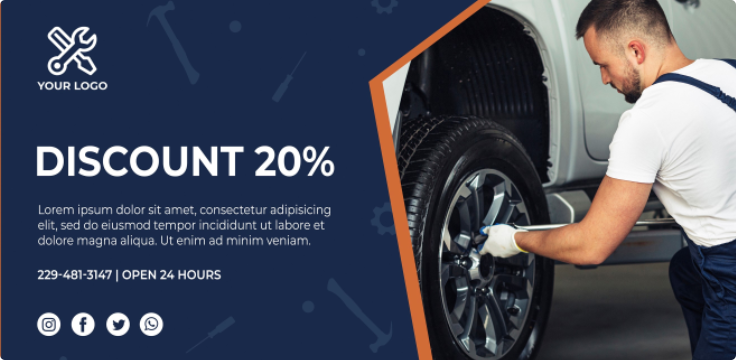 YOUR LOGO
DISCOUNT 20%
Lorem ipsum dolor sit amet, consectetur adipisicing
elit, sed do eiusmod tempor incididunt ut labore et
dolore magna aliqua. Ut enim ad minim veniam.
229-481-3147 | OPEN 24 HOURS